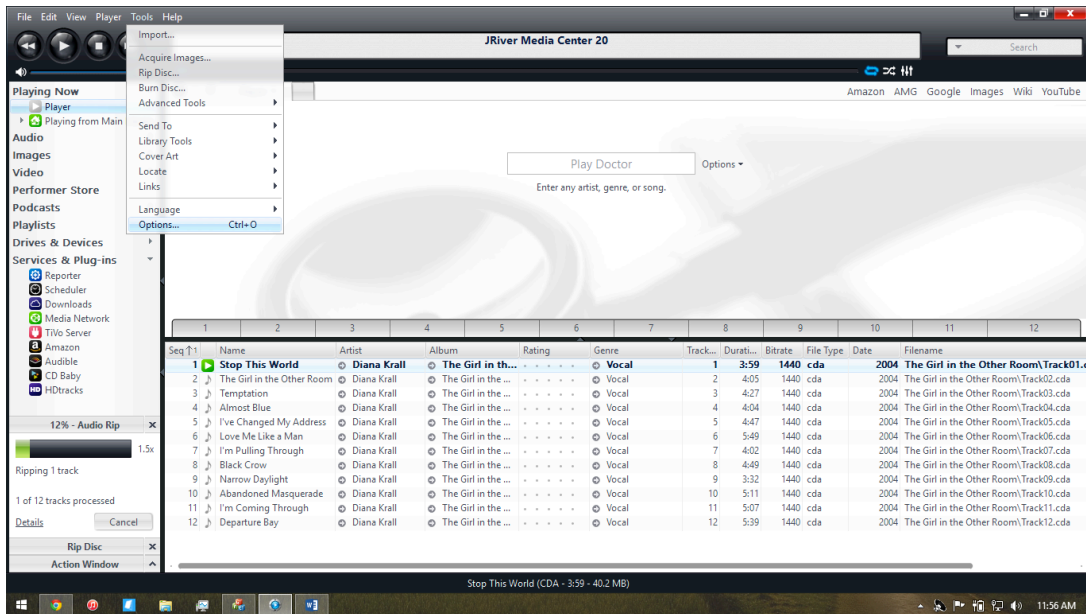 File Edit View Player Tools Help
JRiver Media Center 20
Search
Import...
Acquire Images...
Rip Disc...
Burn Disc...
Advanced Tools
Send To
Library Tools
Cover Art
Locate
Links
Language
Options... Ctrl+O
Amazon AMG Google Images Wiki YouTube
Playing Now
Player
Playing from Main
Audio
Images
Video
Performer Store
Podcasts
Playlists
Drives & Devices
Services & Plug-ins
Reporter
Scheduler
Downloads
Media Network
TiVo Server
Amazon
Audible
CD Baby
HDtracks
Play Doctor
Options
Enter any artist, genre, or song.
1 2 3 4 5 6 7 8 9 10 11 12
Seq 1 Name Artist Album Rating Genre Track... Durati... Bitrate File Type Date Filename
1 Stop This World Diana Krall The Girl in th... Vocal 1 3:59 1440 cda 2004 The Girl in the Other Room\Track01.c
2 The Girl in the Other Room Diana Krall The Girl in the ... Vocal 2 4:05 1440 cda 2004 The Girl in the Other Room\Track02.cda
3 Temptation Diana Krall The Girl in the ... Vocal 3 4:27 1440 cda 2004 The Girl in the Other Room\Track03.cda
4 Almost Blue Diana Krall The Girl in the ... Vocal 4 4:04 1440 cda 2004 The Girl in the Other Room\Track04.cda
5 I've Changed My Address Diana Krall The Girl in the ... Vocal 5 4:47 1440 cda 2004 The Girl in the Other Room\Track05.cda
6 Love Me Like a Man Diana Krall The Girl in the ... Vocal 6 5:49 1440 cda 2004 The Girl in the Other Room\Track06.cda
7 I'm Pulling Through Diana Krall The Girl in the ... Vocal 7 4:02 1440 cda 2004 The Girl in the Other Room\Track07.cda
8 Black Crow Diana Krall The Girl in the ... Vocal 8 4:49 1440 cda 2004 The Girl in the Other Room\Track08.cda
9 Narrow Daylight Diana Krall The Girl in the ... Vocal 9 3:32 1440 cda 2004 The Girl in the Other Room\Track09.cda
10 Abandoned Masquerade Diana Krall The Girl in the ... Vocal 10 5:11 1440 cda 2004 The Girl in the Other Room\Track10.cda
11 I'm Coming Through Diana Krall The Girl in the ... Vocal 11 5:07 1440 cda 2004 The Girl in the Other Room\Track11.cda
12 Departure Bay Diana Krall The Girl in the ... Vocal 12 5:39 1440 cda 2004 The Girl in the Other Room\Track12.cda
12% - Audio Rip
1.5x
Ripping 1 track
1 of 12 tracks processed
Details Cancel
Rip Disc
Action Window
Stop This World (CDA - 3:59 - 40.2 MB)
11:56 AM